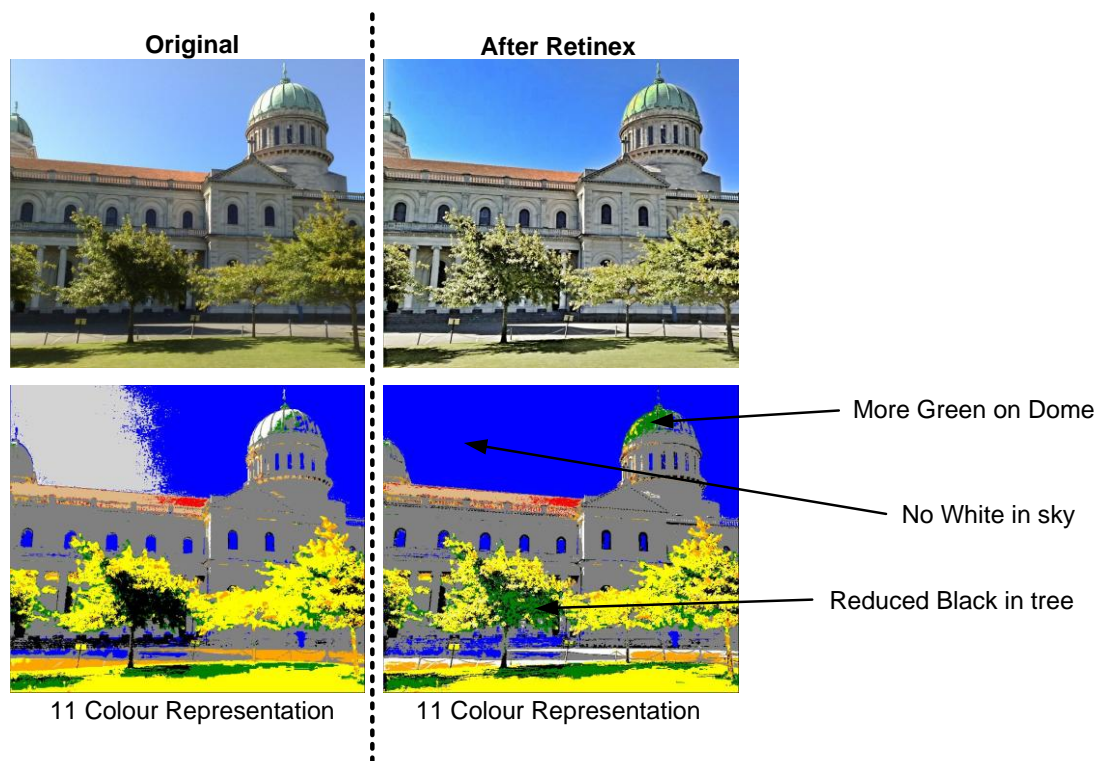 Original
After Retinex
More Green on Dome
No White in sky
Reduced Black in tree
11 Colour Representation
11 Colour Representation